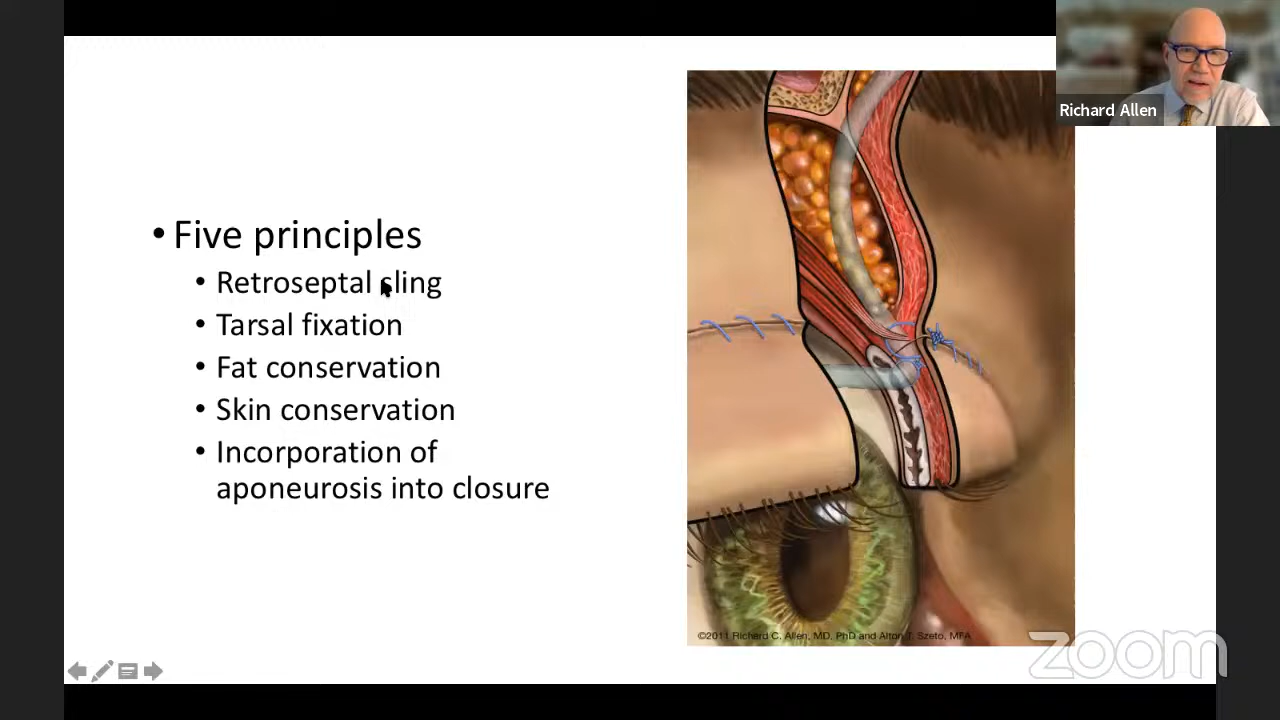 Richard Allen
• Five principles
• Retroseptal sling
• Tarsal fixation
• Fat conservation
• Skin conservation
• Incorporation of
aponeurosis into closure
©2011 Richard C. Allen, MD, PhD and Alton T. Szeto, MFA
zoom